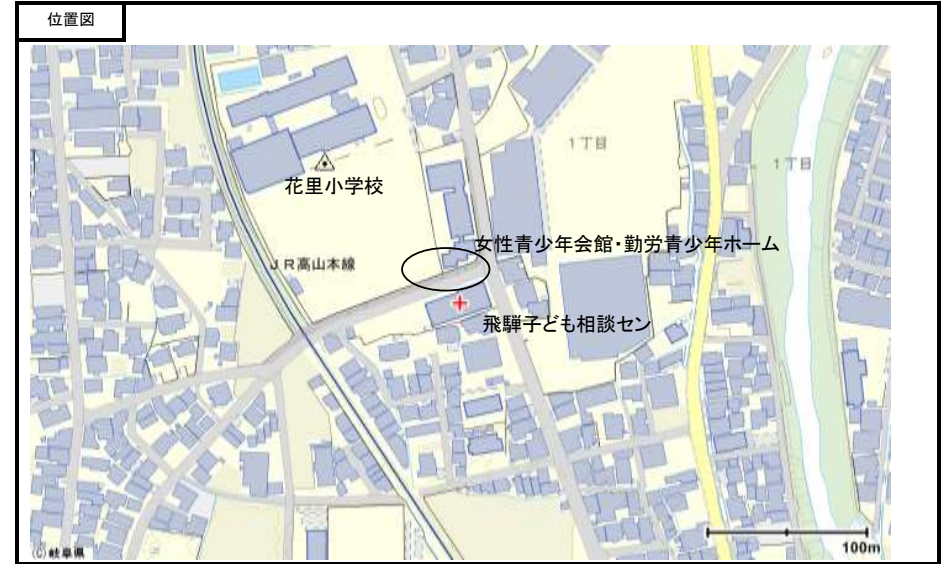 位置図
1丁目
1丁目
花里小学校
女性青少年会館・勤労青少年ホーム
JR高山本線
飛騨子ども相談セン
100m
(C)岐阜県